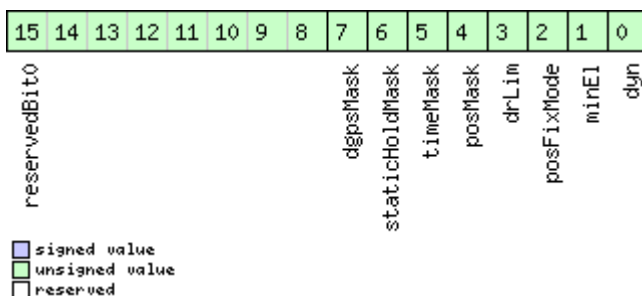 15 14 13 12 11 10 9 8 7 6 5 4 3 2 1 0
reservedBit0
dgpsMask
staticHoldMask
timeMask
posMask
drLim
posFixMode
minEl
dyn
signed value
unsigned value
reserved